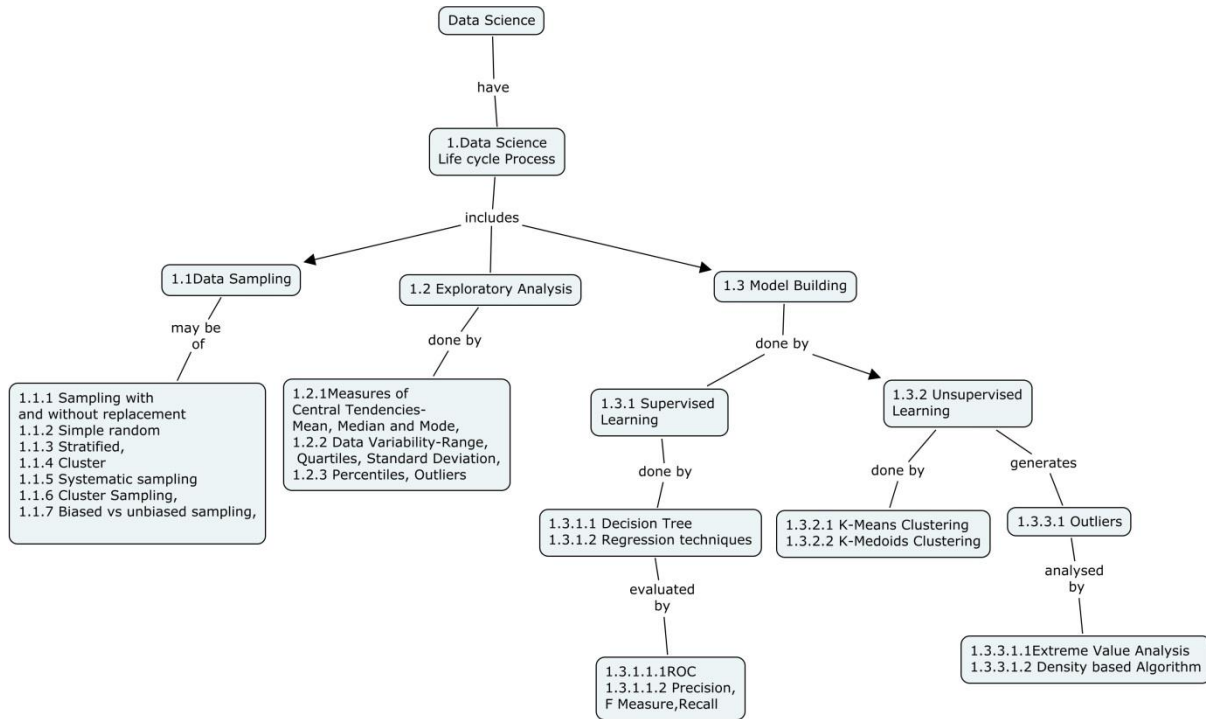 Data Science
have
1.Data Science
Life cycle Process
includes
1.1Data Sampling
1.2 Exploratory Analysis
1.3 Model Building
may be
of
done by
done by
1.1.1 Sampling with
and without replacement
1.1.2 Simple random
1.1.3 Stratified,
1.1.4 Cluster
1.1.5 Systematic sampling
1.1.6 Cluster Sampling,
1.1.7 Biased vs unbiased sampling,
1.2.1Measures of
Central Tendencies-
Mean, Median and Mode,
1.2.2 Data Variability-Range,
Quartiles, Standard Deviation,
1.2.3 Percentiles, Outliers
1.3.1 Supervised
Learning
1.3.2 Unsupervised
Learning
done by
done by
generates
1.3.1.1 Decision Tree
1.3.1.2 Regression techniques
1.3.2.1 K-Means Clustering
1.3.2.2 K-Medoids Clustering
1.3.3.1 Outliers
evaluated
by
analysed
by
1.3.1.1.1ROC
1.3.1.1.2 Precision,
F Measure,Recall
1.3.3.1.1Extreme Value Analysis
1.3.3.1.2 Density based Algorithm